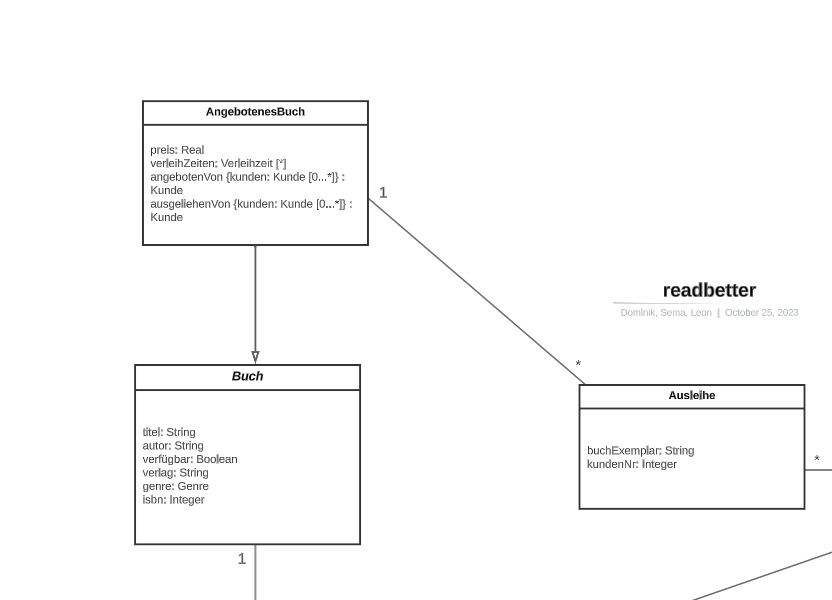 AngebotenesBuch
preis: Real
verleihZeiten: Verleihzeit [*]
angebotenVon {kunden: Kunde [0...*]} :
Kunde
ausgeliehenVon {kunden: Kunde [0...*]} :
Kunde
1
readbetter
Dominik, Sema, Leon | October 25, 2023
*
Buch
titel: String
autor: String
verfügbar: Boolean
verlag: String
genre: Genre
isbn: Integer
1
Ausleihe
buchExemplar: String
kundenNr: Integer
*